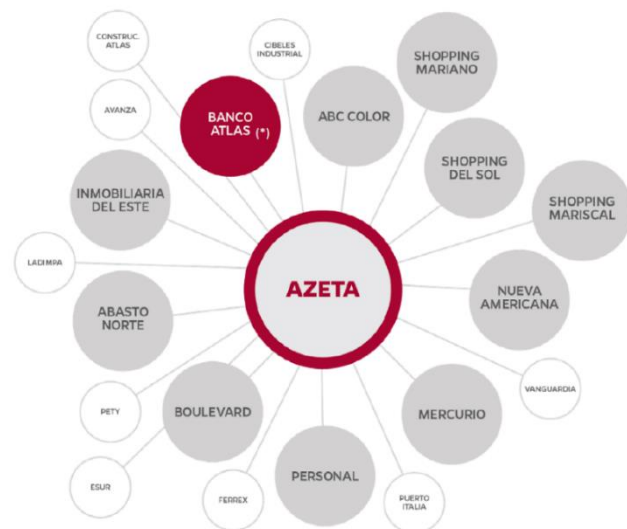 CONSTRUC.
ATLAS
CIBELES
INDUSTRIAL
SHOPPING
MARIANO
AVANZA
BANCO
ATLAS (*)
ABC COLOR
SHOPPING
DEL SOL
INMOBILIARIA
DEL ESTE
SHOPPING
MARISCAL
LADIMPA
AZETA
NUEVA
AMERICANA
ABASTO
NORTE
VANGUARDIA
PETY
BOULEVARD
MERCURIO
PERSONAL
ESUR
FERREX
PUERTO
ITALIA